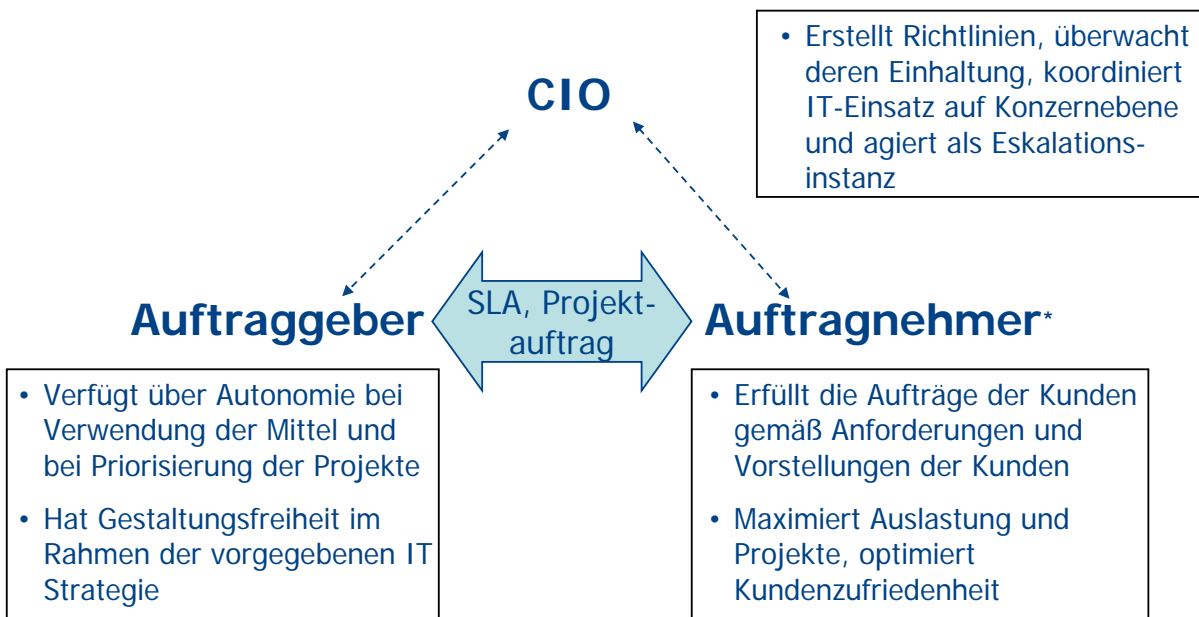 • Erstellt Richtlinien, überwacht
deren Einhaltung, koordiniert
IT-Einsatz auf Konzernebene
und agiert als Eskalations-
instanz
CIO
Auftraggeber
SLA, Projekt-
auftrag
Auftragnehmer*
• Verfügt über Autonomie bei
Verwendung der Mittel und
bei Priorisierung der Projekte
• Hat Gestaltungsfreiheit im
Rahmen der vorgegebenen IT
Strategie
• Erfüllt die Aufträge der Kunden
gemäß Anforderungen und
Vorstellungen der Kunden
• Maximiert Auslastung und
Projekte, optimiert
Kundenzufriedenheit